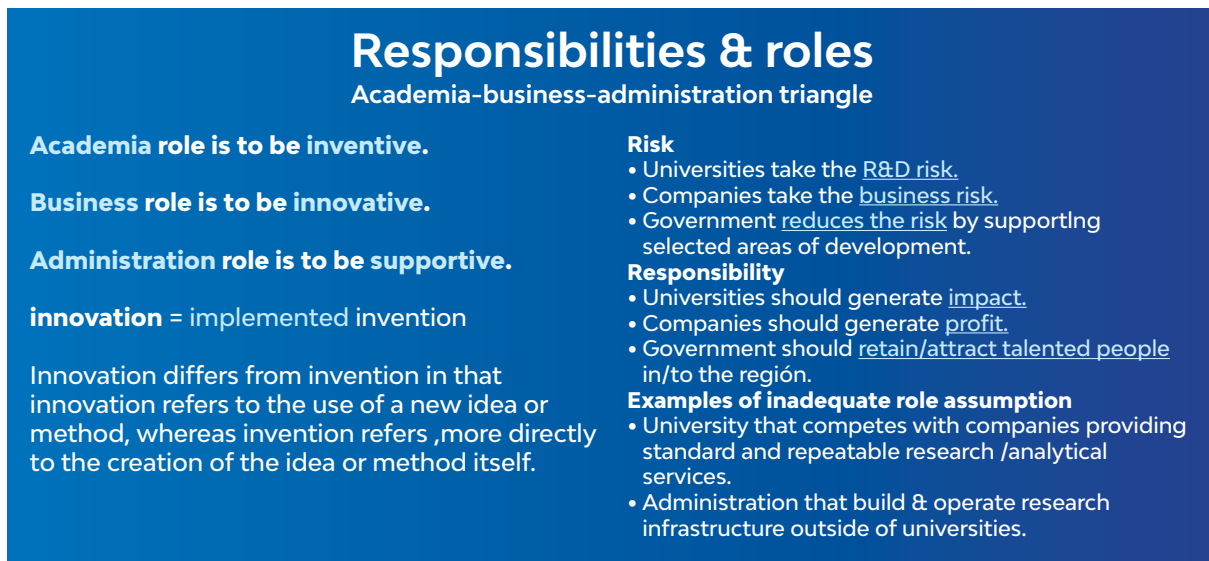 Responsibilities & roles
Academia-business-administration triangle
Academia role is to be inventive.
Business role is to be innovative.
Administration role is to be supportive.
innovation = implemented invention
Innovation differs from invention in that
innovation refers to the use of a new idea or
method, whereas invention refers ,more directly
to the creation of the idea or method itself.
Risk
• Universities take the R&D risk.
• Companies take the business risk.
• Government reduces the risk by supportIng
selected areas of development.
Responsibility
• Universities should generate impact.
• Companies should generate profit.
• Government should retain/attract talented people
in/to the región.
Examples of inadequate role assumption
• University that competes with companies providing
standard and repeatable research /analytical
services.
• Administration that build & operate research
infrastructure outside of universities.